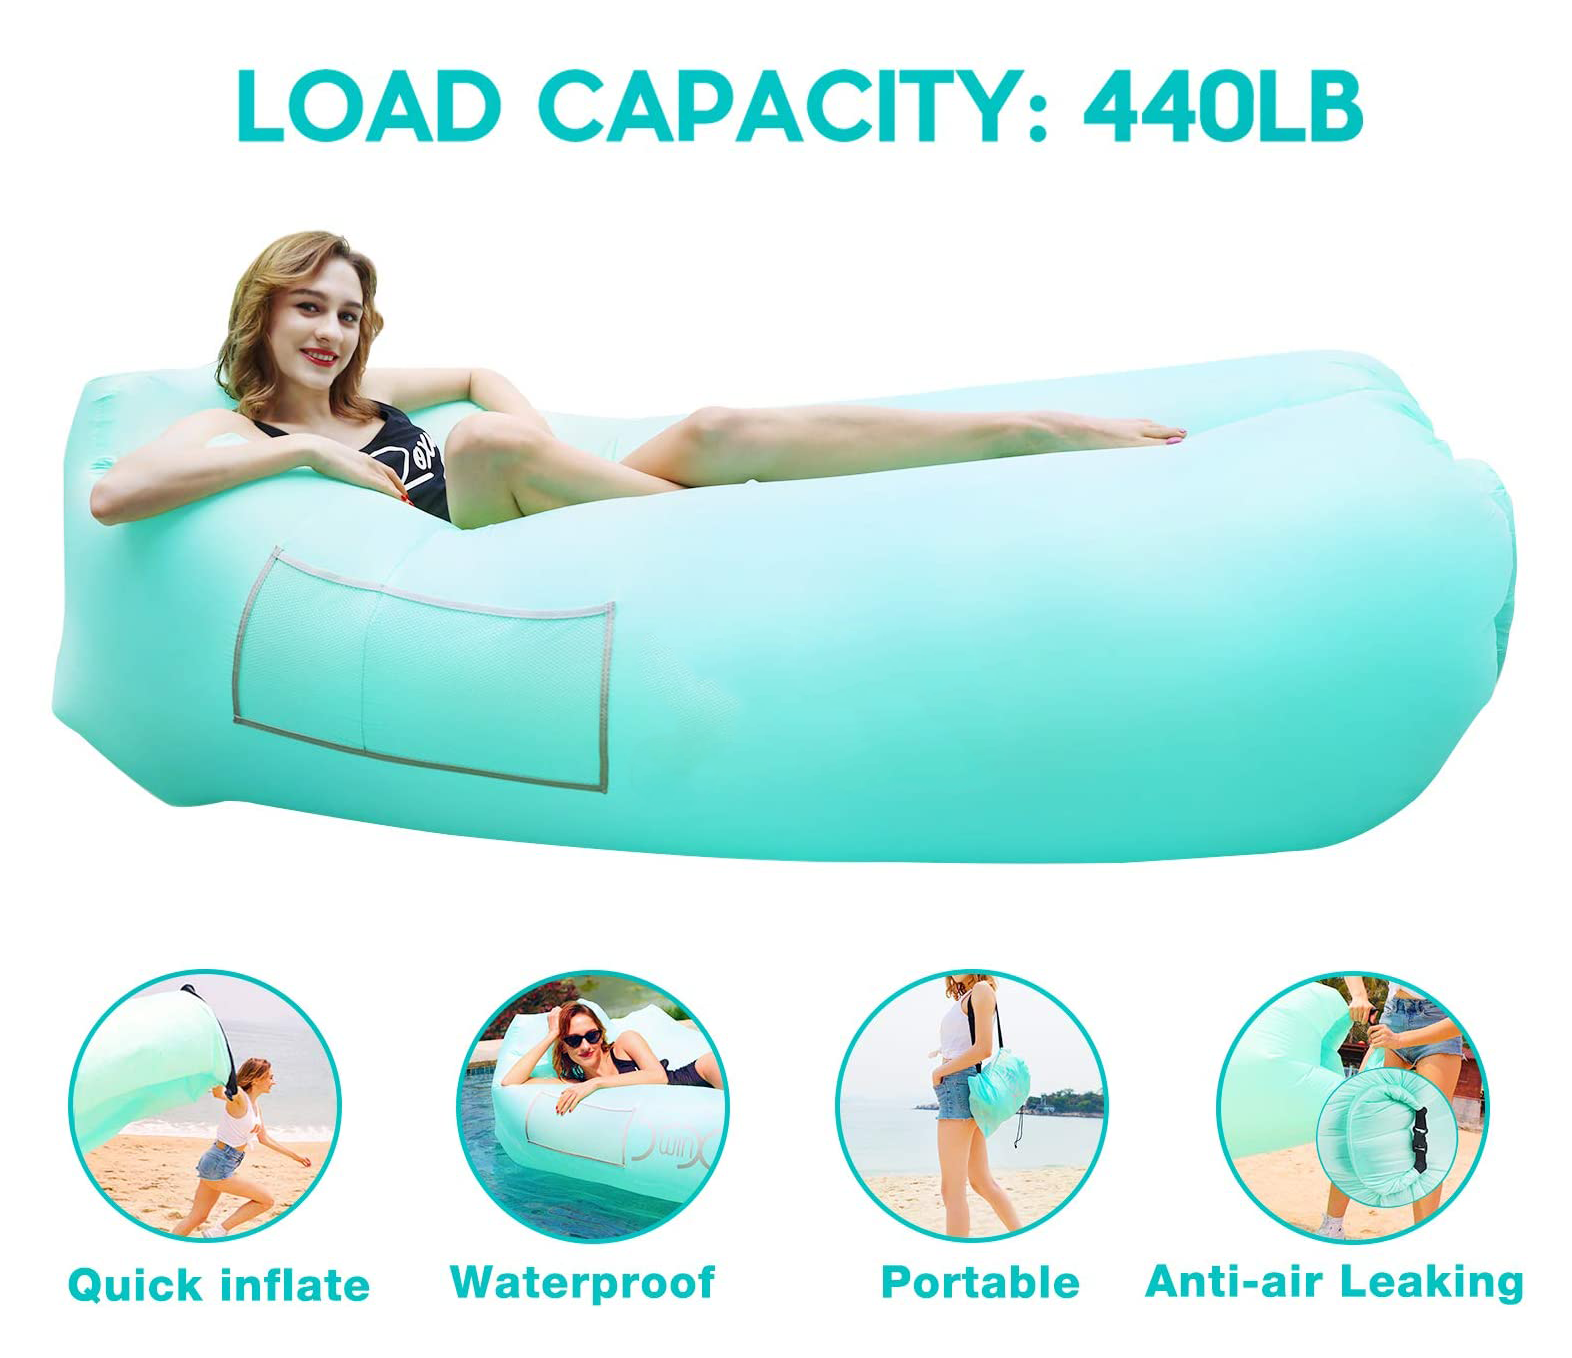 LOAD CAPACITY: 440LB
Quick inflate
Waterproof
Portable
Anti-air Leaking